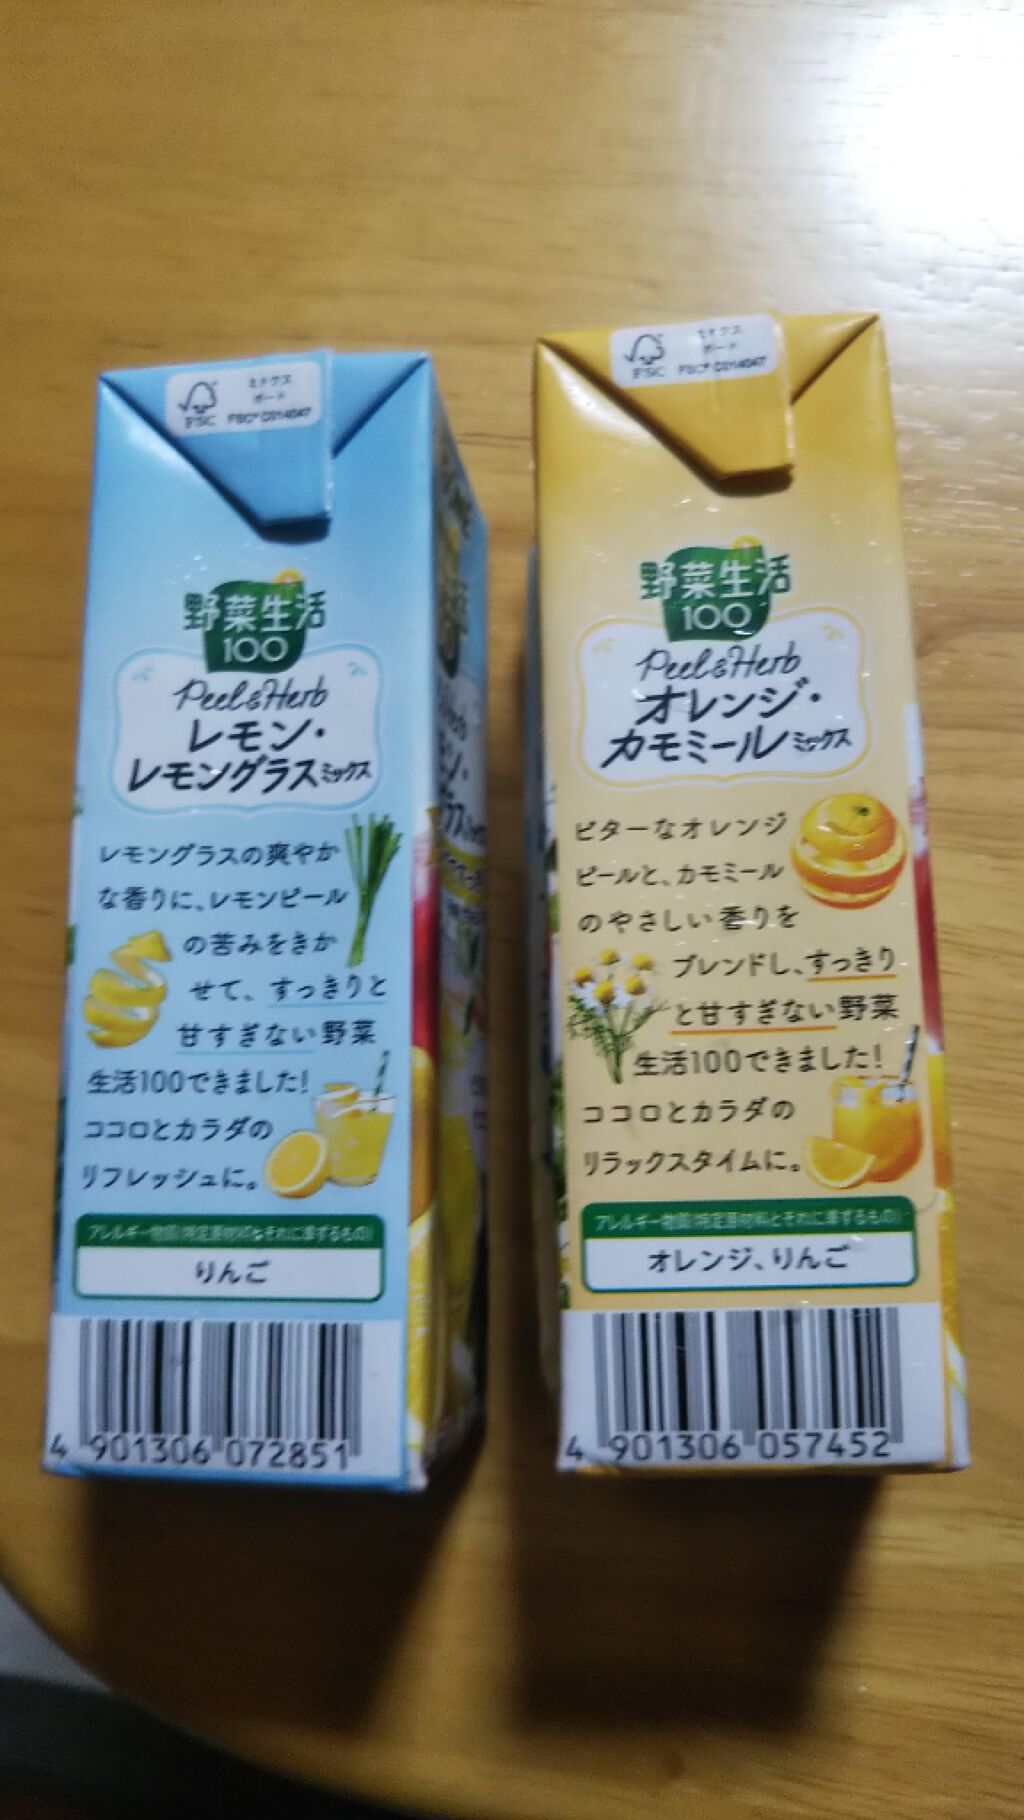 FSC
ミックス
ボード
FSC® C014047
野菜生活
100
Peel&Herb
レモン・
レモングラスミックス
レモングラスの爽やか
な香りに、レモンピール
の苦みをきか
せて、すっきりと
甘すぎない野菜
生活100できました!
ココロとカラダの
リフレッシュに。
アレルギー物質(特定原材料とそれに準ずるもの)
りんご
4 901306 072851
FSC
ミックス
ボード
FSC® C014047
野菜生活
100
Peel&Herb
オレンジ・
カモミールミックス
ビターなオレンジ
ピールと、カモミール
のやさしい香りを
ブレンドし、すっきり
と甘すぎない野菜
生活100できました!
ココロとカラダの
リラックスタイムに。
アレルギー物質(特定原材料とそれに準ずるもの)
オレンジ、りんご
4 901306 057452